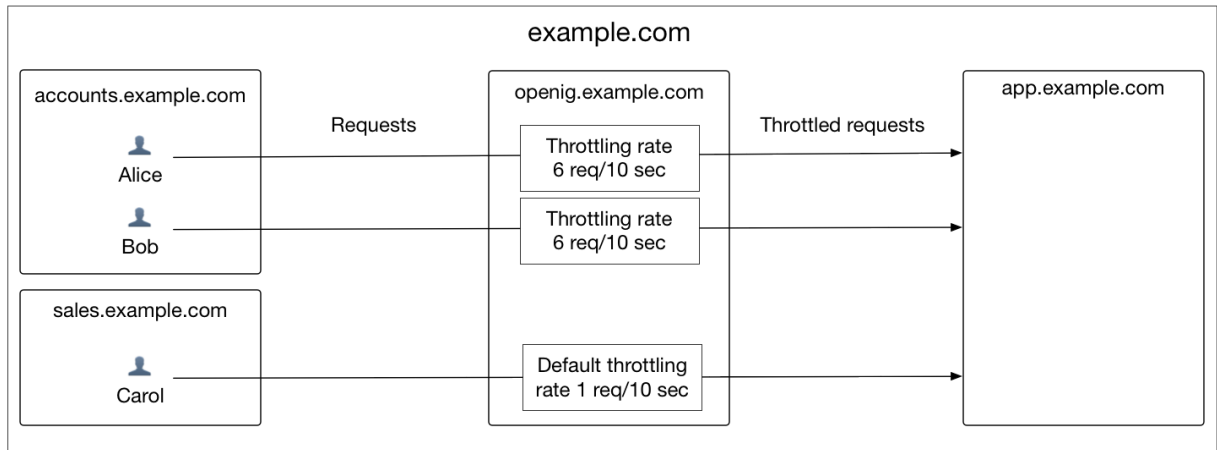 example.com
accounts.example.com
Alice
Bob
sales.example.com
Carol
Requests
openig.example.com
Throttling rate
6 req/10 sec
Throttling rate
6 req/10 sec
Default throttling
rate 1 req/10 sec
Throttled requests
app.example.com